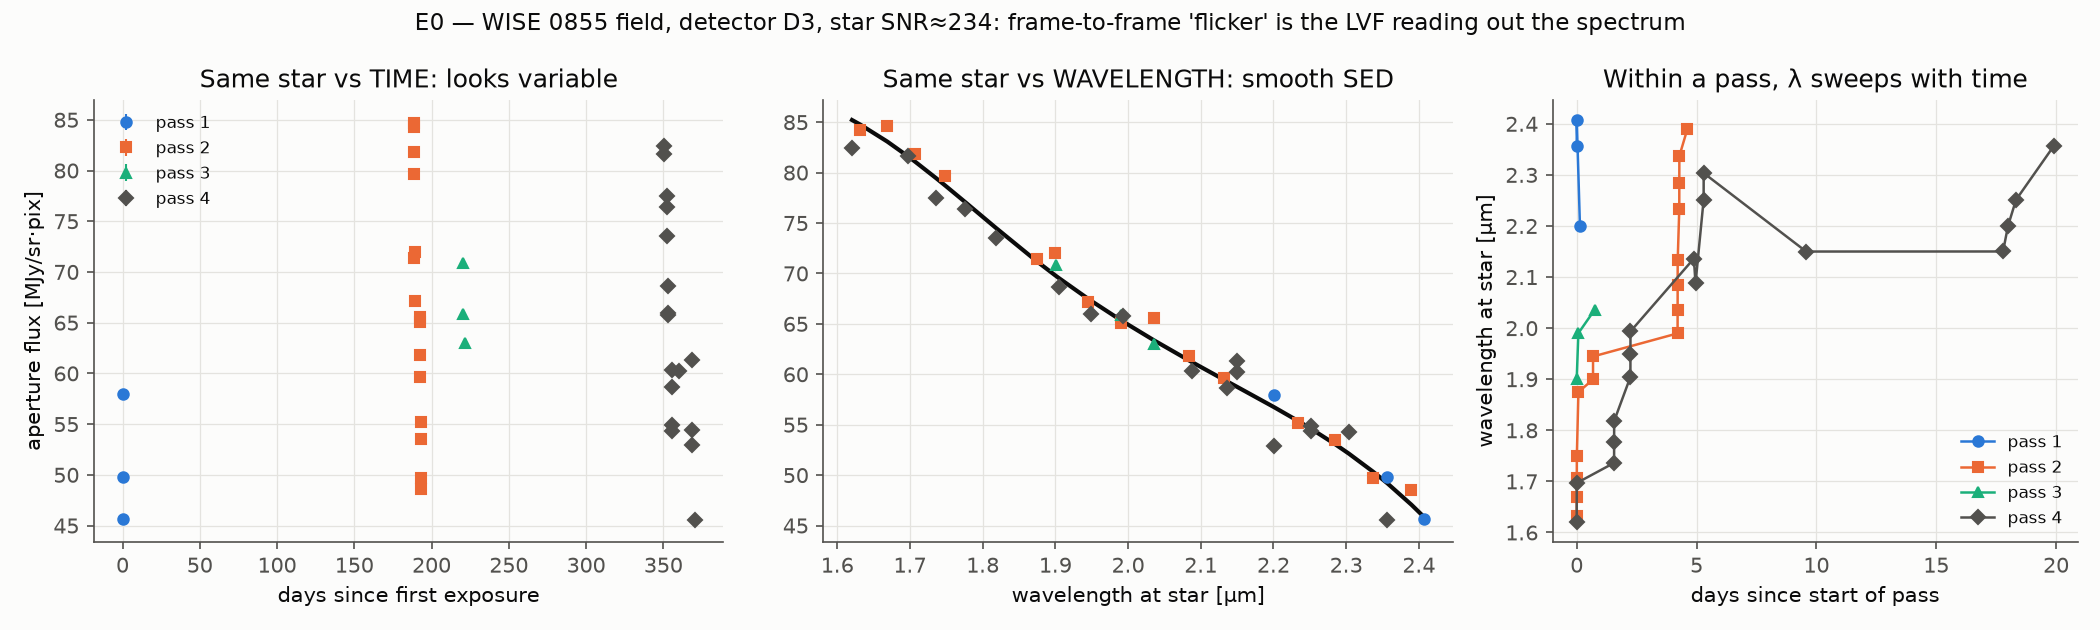 E0 — WISE 0855 field, detector D3, star SNR≈234: frame-to-frame 'flicker' is the LVF reading out the spectrum
Same star vs TIME: looks variable
aperture flux [MJy/sr·pix]
85
80
75
70
65
60
55
50
45
pass 1
pass 2
pass 3
pass 4
0
50
100
150
200
250
300
350
days since first exposure
Same star vs WAVELENGTH: smooth SED
85
80
75
70
65
60
55
50
45
1.6
1.7
1.8
1.9
2.0
2.1
2.2
2.3
2.4
wavelength at star [µm]
Within a pass, λ sweeps with time
wavelength at star [µm]
2.4
2.3
2.2
2.1
2.0
1.9
1.8
1.7
1.6
pass 1
pass 2
pass 3
pass 4
0
5
10
15
20
days since start of pass